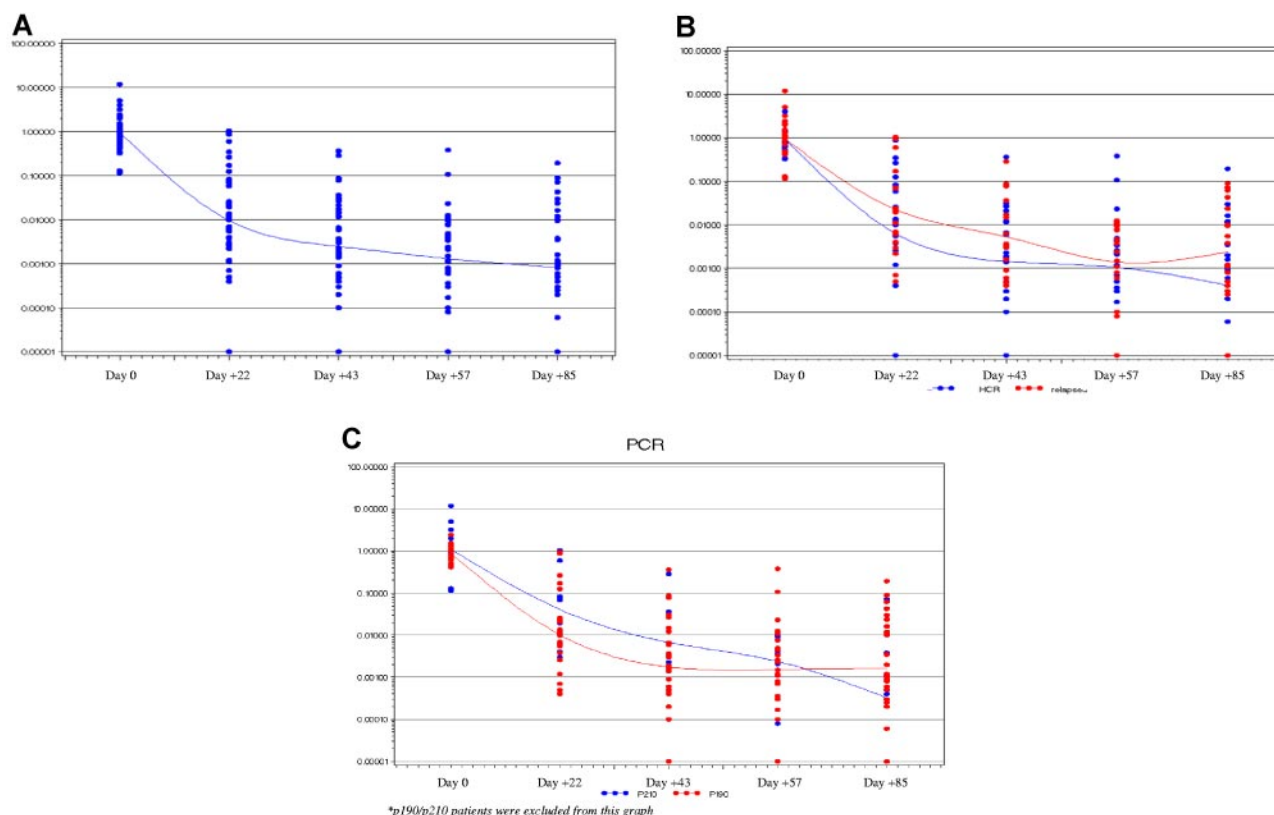 A
100.00000
10.00000
1.00000
0.10000
0.01000
0.00100
0.00010
0.00001
Day 0 Day +22 Day +43 Day +57 Day +85
B
100.00000
10.00000
1.00000
0.10000
0.01000
0.00100
0.00010
0.00001
Day 0 Day +22 Day +43 Day +57 Day +85
HCR relapsed
C
PCR
100.00000
10.00000
1.00000
0.10000
0.01000
0.00100
0.00010
0.00001
Day 0 Day +22 Day +43 Day +57 Day +85
P210 P190
*p190/p210 patients were excluded from this graph